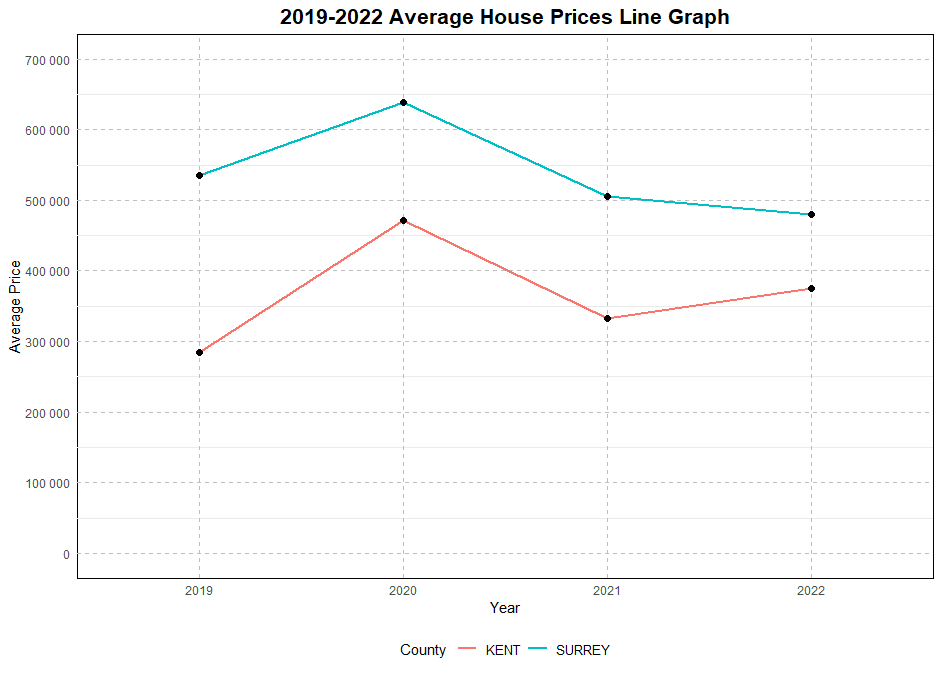 2019-2022 Average House Prices Line Graph
700 000
600 000
500 000
400 000
300 000
200 000
100 000
0
Average Price
2019 2020 2021 2022
Year
County KENT SURREY